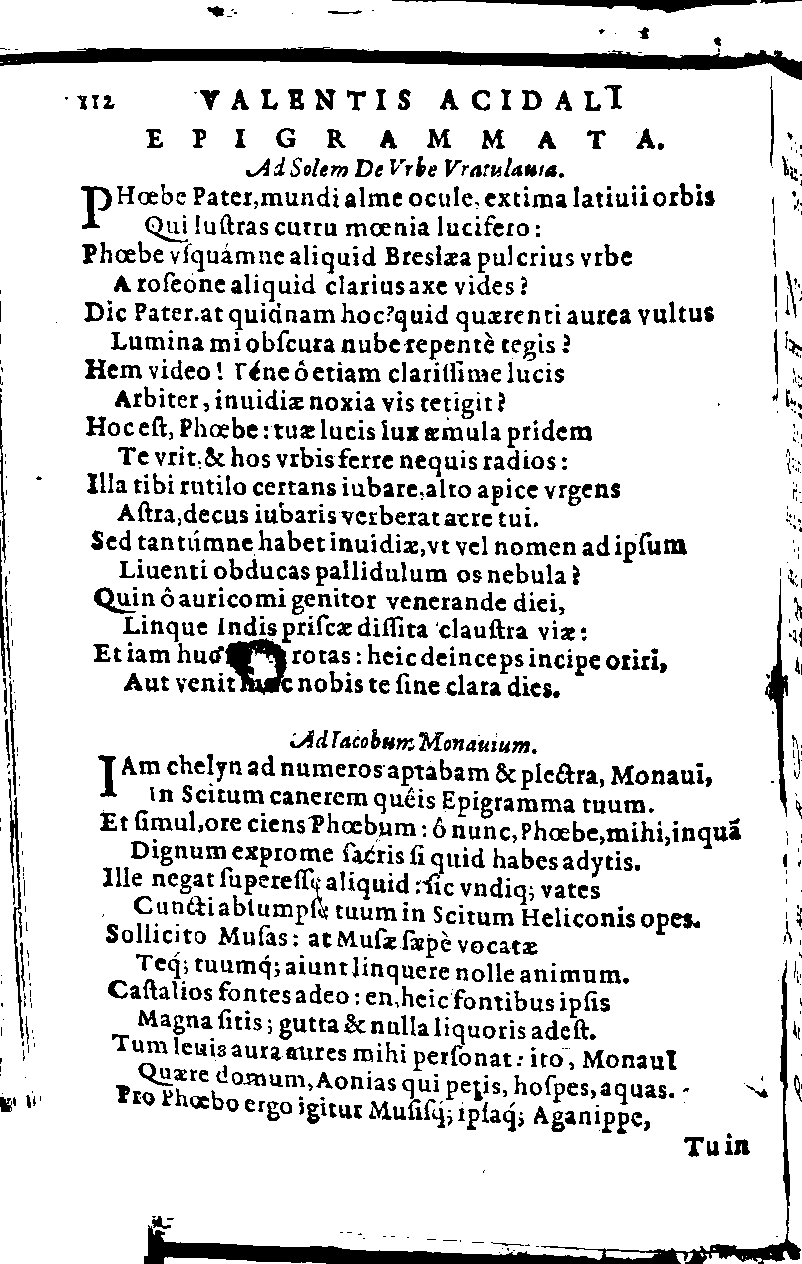 112 VALENTIS ACIDALI
EPIGRAMMATA.
Ad Solem De Vrbe Vratulauia.
PHœbe Pater, mundi alme ocule, extima latiuii orbis
Qui luſtras curru mœnia lucifero:
Phœbe vſquámne aliquid Breslæa pulcrius vrbe
A roſeone aliquid clarius axe vides?
Dic Pater. at quidnam hoc? quid quærenti aurea vultus
Lumina mi obſcura nube repentè tegis?
Hem video! Téne ô etiam clariſſime lucis
Arbiter, inuidiæ noxia vis tetigit?
Hoc eſt, Phœbe: tuæ lucis lux æmula pridem
Te vrit, & hos vrbis ferre nequis radios:
Illa tibi rutilo certans iubare, alto apice vrgens
Aſtra, decus iubaris verberat atre tui.
Sed tantúmne habet inuidiæ, vt vel nomen ad ipſum
Liuenti obducas pallidulum os nebula?
Quin ô auricomi genitor venerande diei,
Linque Indis priſcæ diſſita clauſtra viæ:
Et iam huc rotas: heic deinceps incipe oriri,
Aut venit nobis te ſine clara dies.
Ad Iacobum Monauium.
IAm chelyn ad numeros aptabam & plectra, Monaui,
In Scitum canerem quêis Epigramma tuum.
Et ſimul, ore ciens Phœbum: ô nunc, Phœbe, mihi, inquā
Dignum exprome ſacris ſi quid habes adytis.
Ille negat ſupereſſe aliquid: ſic vndiq; vates
Cuncti abſumpſe tuum in Scitum Heliconis opes.
Sollicito Muſas: at Muſæ ſæpè vocatæ
Teq́; tuumq́; aiunt linquere nolle animum.
Caſtalios fontes adeo: en, heic fontibus ipſis
Magna ſitis; gutta & nulla liquoris adeſt.
Tum leuis aura aures mihi perſonat: ito, MonauI
Quære domum, Aonias qui petis, hoſpes, aquas.
Pro Phœbo ergo igitur Muſiſq́; ipſaq́; Aganippe,
Tu in